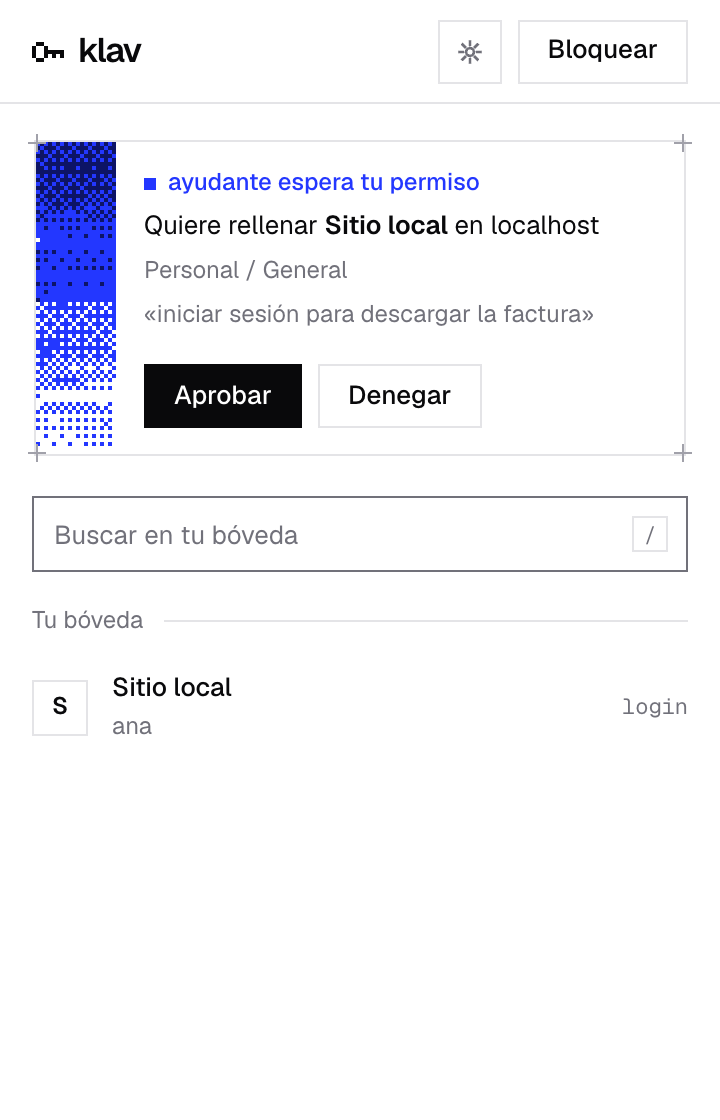 klav
Bloquear
ayudante espera tu permiso
Quiere rellenar Sitio local en localhost
Personal / General
«iniciar sesión para descargar la factura»
Aprobar
Denegar
Buscar en tu bóveda
/
Tu bóveda
S
Sitio local
ana
login